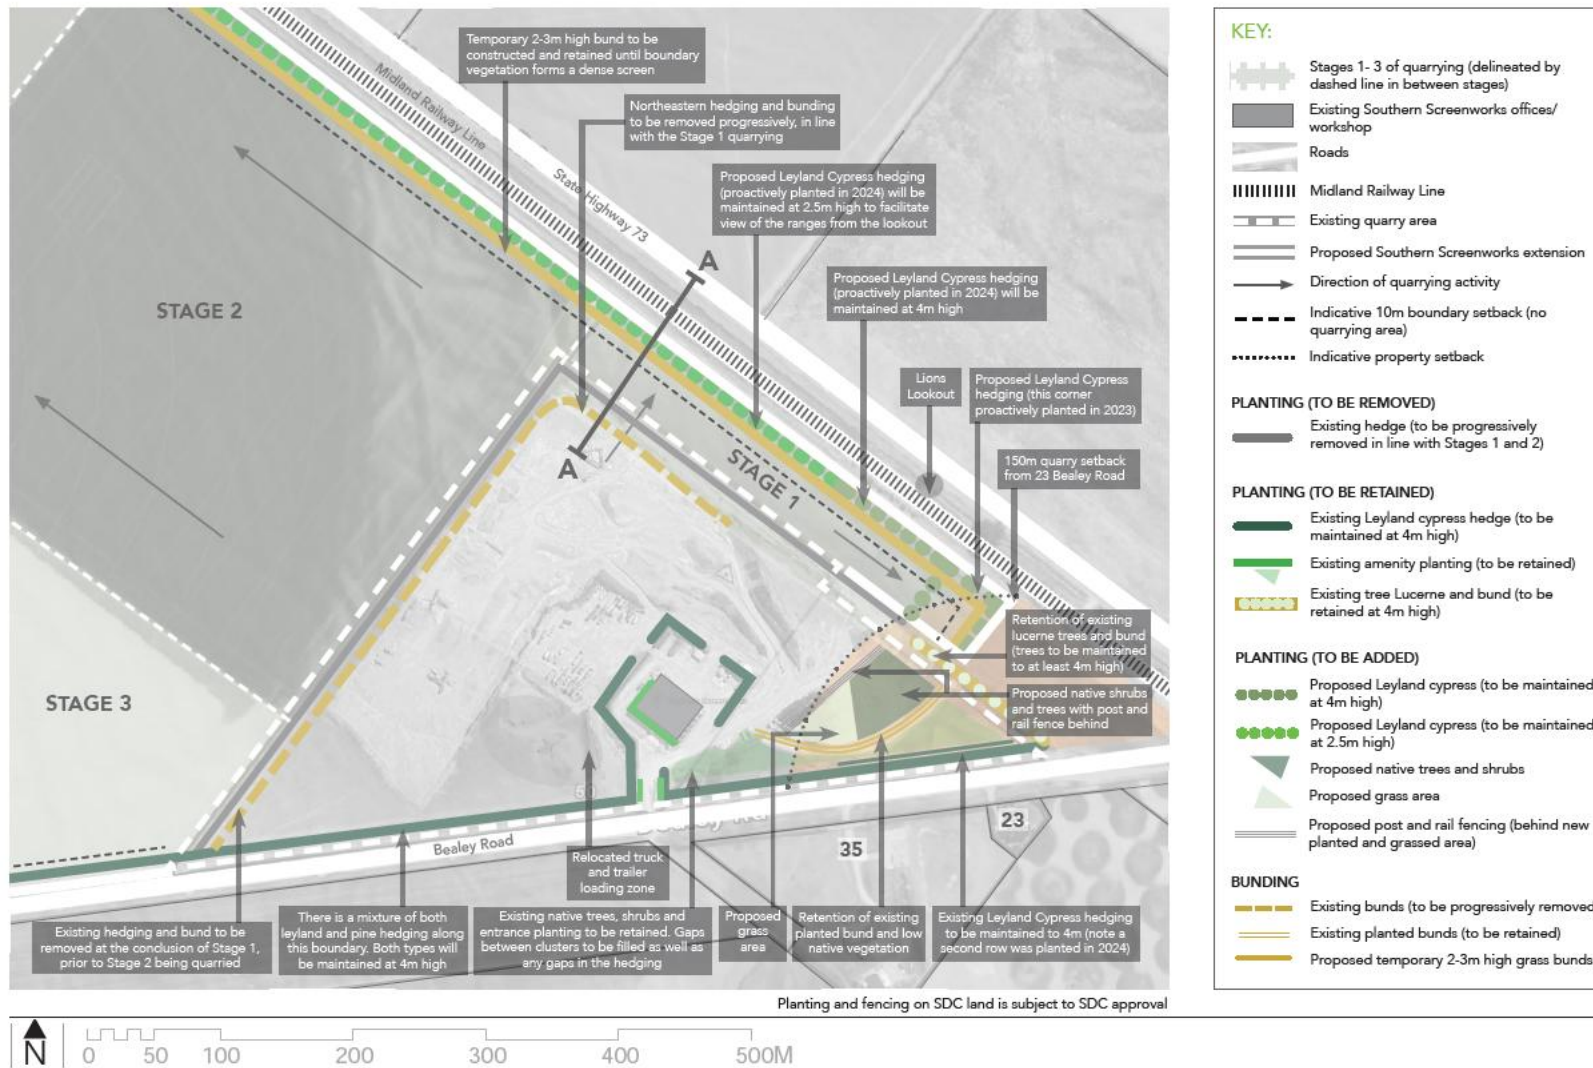 Temporary 2-3m high bund to be
constructed and retained until boundary
vegetation forms a dense screen
Midland Railway Line
Northeastern hedging and bunding
to be removed progressively, in line
with the Stage 1 quarrying
State Highway 73
Proposed Leyland Cypress hedging
(proactively planted in 2024) will be
maintained at 2.5m high to facilitate
view of the ranges from the lookout
A
Proposed Leyland Cypress hedging
(proactively planted in 2024) will be
maintained at 4m high
STAGE 2
Lions
Lookout
Proposed Leyland Cypress
hedging (this corner
proactively planted in 2023)
A
STAGE 1
150m quarry setback
from 23 Bealey Road
Retention of existing
lucerne trees and bund
(trees to be maintained
to at least 4m high)
STAGE 3
Proposed native shrubs
and trees with post and
rail fence behind
50
23
35
Bealey Road
Relocated truck
and trailer
loading zone
Existing hedging and bund to be
removed at the conclusion of Stage 1,
prior to Stage 2 being quarried
There is a mixture of both
leyland and pine hedging along
this boundary. Both types will
be maintained at 4m high
Existing native trees, shrubs and
entrance planting to be retained. Gaps
between clusters to be filled as well as
any gaps in the hedging
Proposed
grass
area
Retention of existing
planted bund and low
native vegetation
Existing Leyland Cypress hedging
to be maintained to 4m (note a
second row was planted in 2024)
Planting and fencing on SDC land is subject to SDC approval
N
0 50 100 200 300 400 500M
KEY:
Stages 1- 3 of quarrying (delineated by
dashed line in between stages)
Existing Southern Screenworks offices/
workshop
Roads
Midland Railway Line
Existing quarry area
Proposed Southern Screenworks extension
Direction of quarrying activity
Indicative 10m boundary setback (no
quarrying area)
Indicative property setback
PLANTING (TO BE REMOVED)
Existing hedge (to be progressively
removed in line with Stages 1 and 2)
PLANTING (TO BE RETAINED)
Existing Leyland cypress hedge (to be
maintained at 4m high)
Existing amenity planting (to be retained)
Existing tree Lucerne and bund (to be
retained at 4m high)
PLANTING (TO BE ADDED)
Proposed Leyland cypress (to be maintained
at 4m high)
Proposed Leyland cypress (to be maintained
at 2.5m high)
Proposed native trees and shrubs
Proposed grass area
Proposed post and rail fencing (behind new
planted and grassed area)
BUNDING
Existing bunds (to be progressively removed
Existing planted bunds (to be retained)
Proposed temporary 2-3m high grass bunds